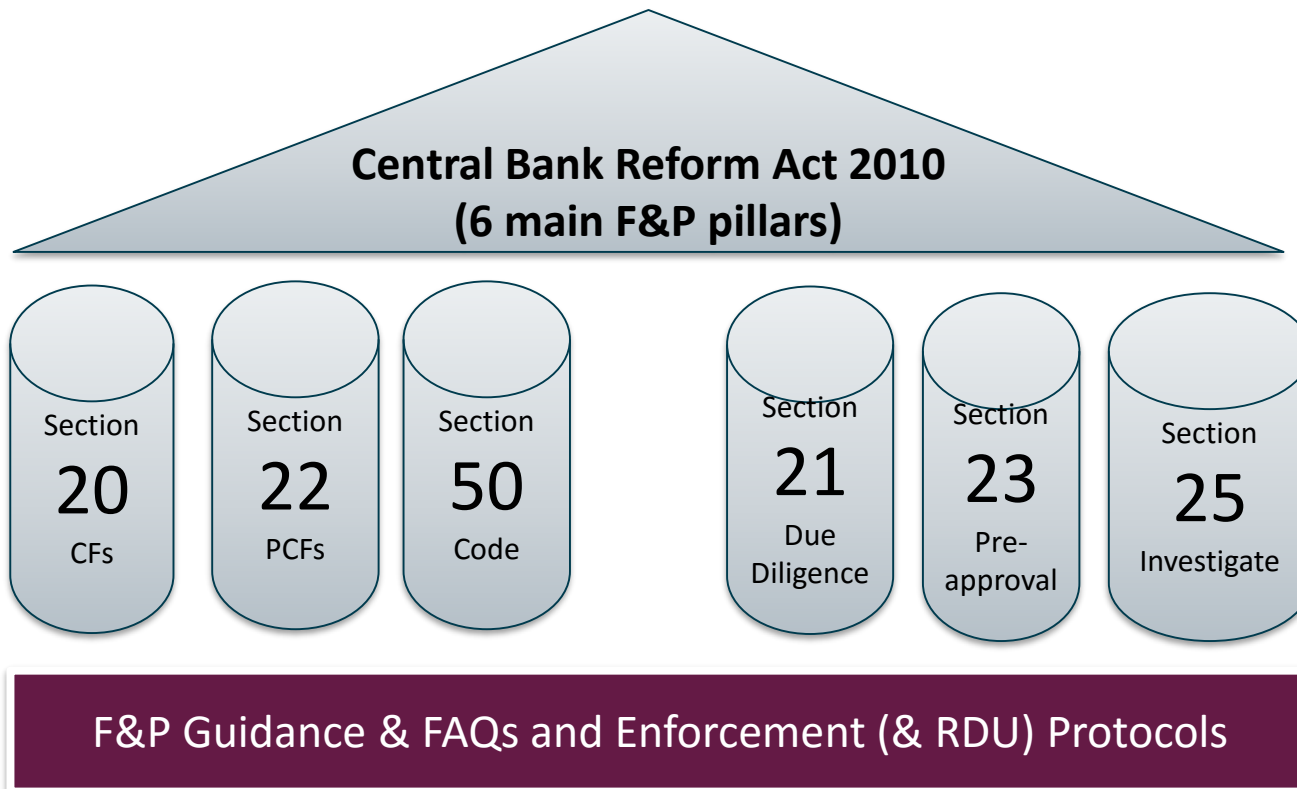 Central Bank Reform Act 2010
(6 main F&P pillars)
Section
20
CFs
Section
22
PCFs
Section
50
Code
Section
21
Due
Diligence
Section
23
Pre-
approval
Section
25
Investigate
F&P Guidance & FAQs and Enforcement (& RDU) Protocols